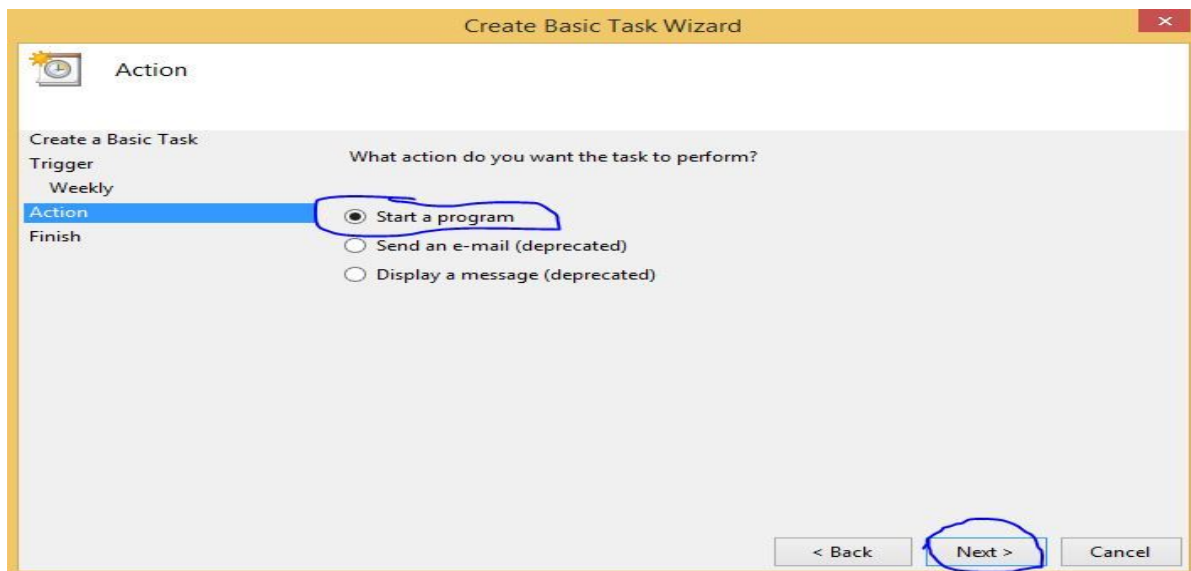 Create Basic Task Wizard
Action
Create a Basic Task
Trigger
Weekly
Action
Finish
What action do you want the task to perform?
Start a program
Send an e-mail (deprecated)
Display a message (deprecated)
< Back Next > Cancel